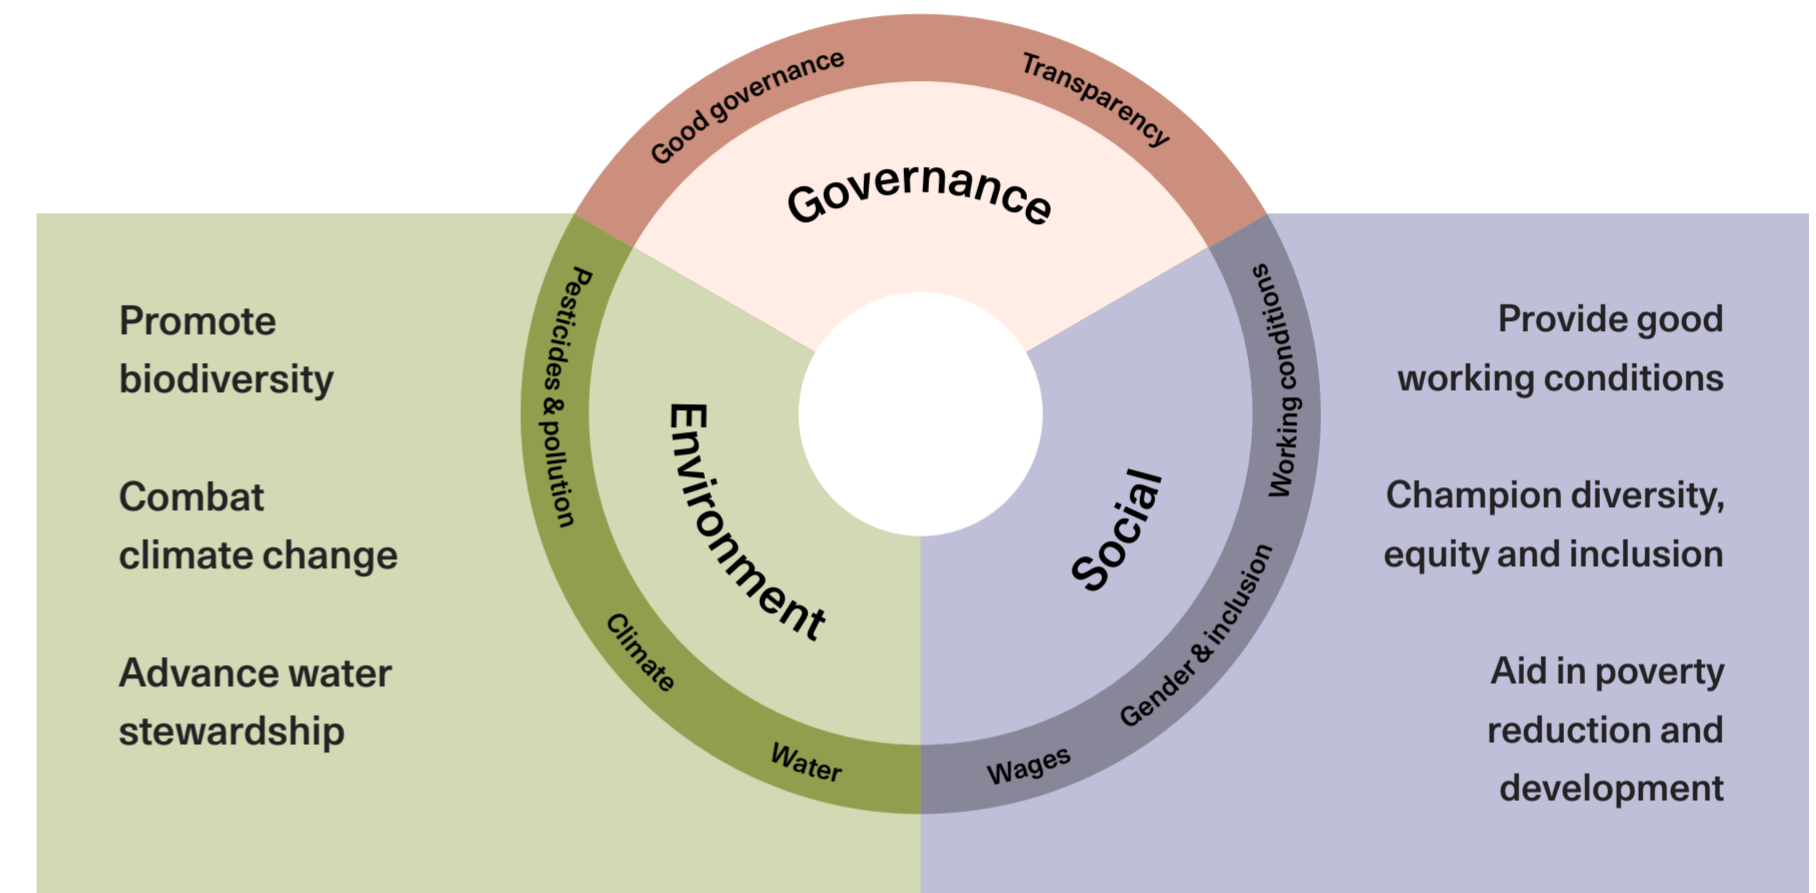 Good governance
Transparency
Governance
Pesticides & pollution
Climate
Water
Environment
Working conditions
Gender & inclusion
Wages
Social
Promote
biodiversity
Combat
climate change
Advance water
stewardship
Provide good
working conditions
Champion diversity,
equity and inclusion
Aid in poverty
reduction and
development